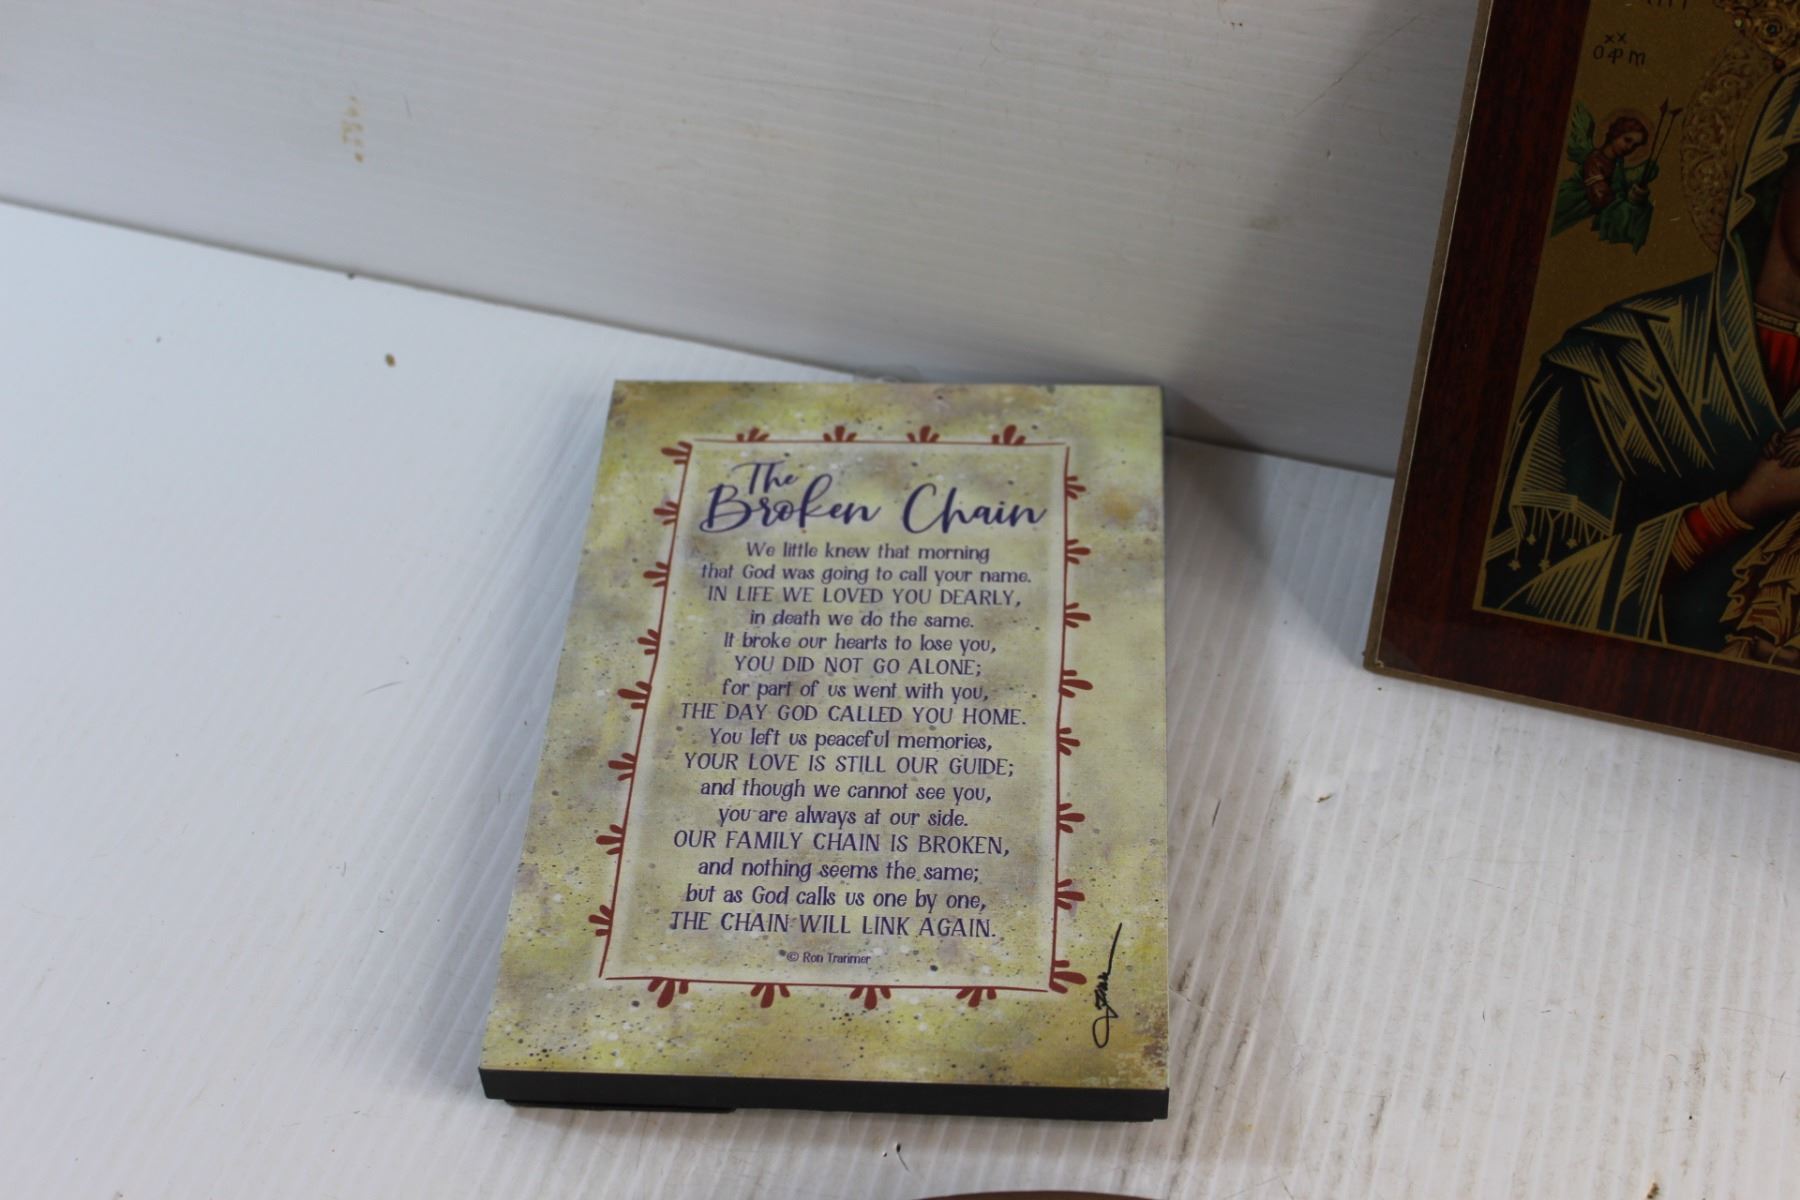 The
Broken Chain
We little knew that morning
that God was going to call your name.
IN LIFE WE LOVED YOU DEARLY,
in death we do the same.
It broke our hearts to lose you,
YOU DID NOT GO ALONE;
for part of us went with you,
THE DAY GOD CALLED YOU HOME.
You left us peaceful memories,
YOUR LOVE IS STILL OUR GUIDE;
and though we cannot see you,
you are always at our side.
OUR FAMILY CHAIN IS BROKEN,
and nothing seems the same;
but as God calls us one by one,
THE CHAIN WILL LINK AGAIN.
© Ron Tranmer